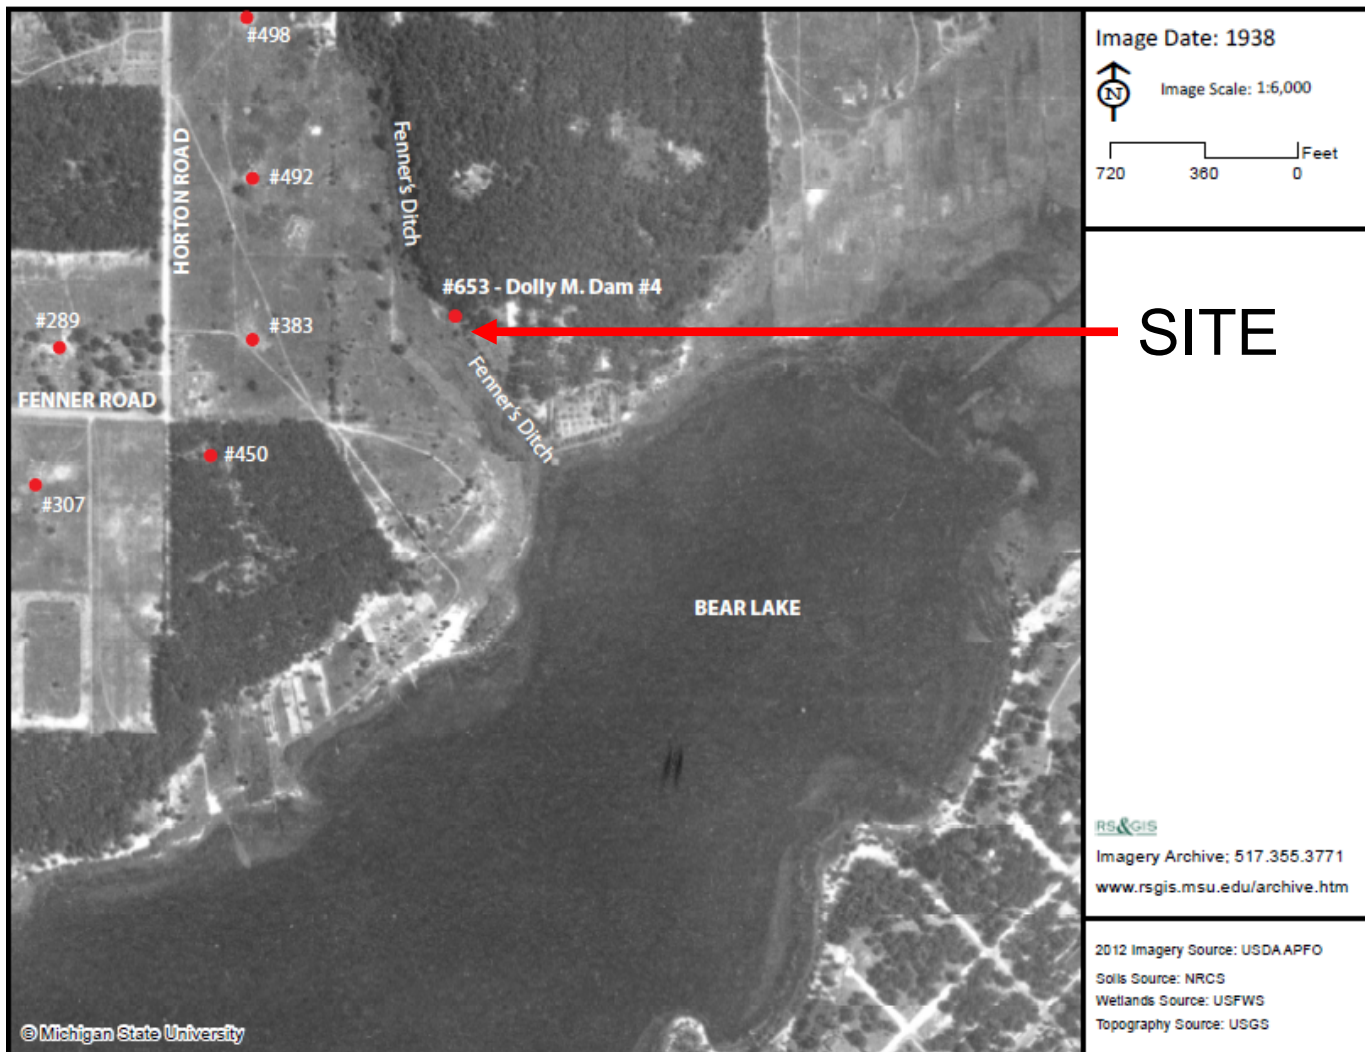 #498
#492
HORTON ROAD
Fenner's Ditch
#653 - Dolly M. Dam #4
#289
#383
FENNER ROAD
Fenner's Ditch
#450
#307
BEAR LAKE
© Michigan State University
Image Date: 1938
N
Image Scale: 1:6,000
Feet
720 360 0
SITE
RS&GIS
Imagery Archive; 517.355.3771
www.rsgis.msu.edu/archive.htm
2012 Imagery Source: USDA APFO
Soils Source: NRCS
Wetlands Source: USFWS
Topography Source: USGS